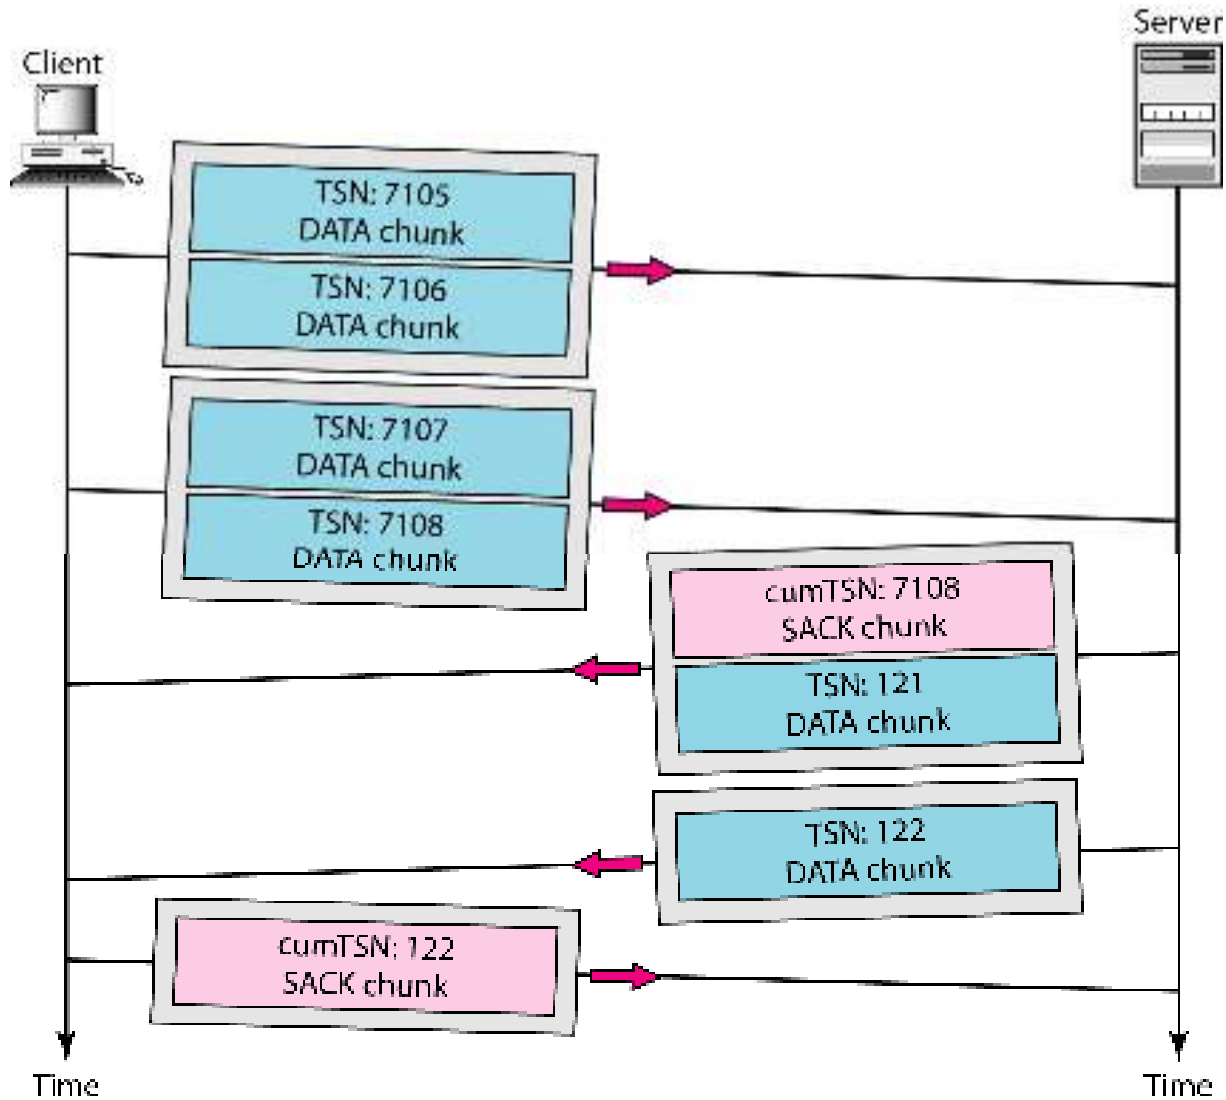 Server
Client
TSN: 7105
DATA chunk
TSN: 7106
DATA chunk
TSN: 7107
DATA chunk
TSN: 7108
DATA chunk
cumTSN: 7108
SACK chunk
TSN: 121
DATA chunk
TSN: 122
DATA chunk
cumTSN: 122
SACK chunk
Time
Time